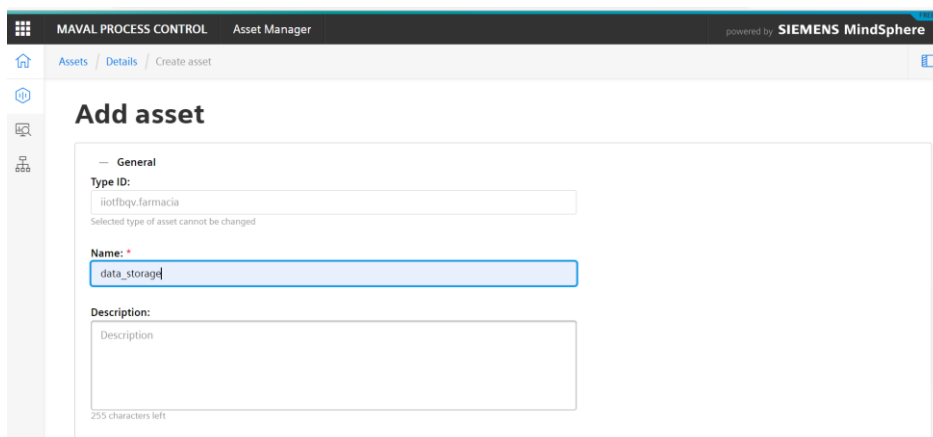 MAVAL PROCESS CONTROL Asset Manager powered by SIEMENS MindSphere
Assets / Details / Create asset
Add asset
— General
Type ID:
iiotfbqv.farmacia
Selected type of asset cannot be changed
Name: *
data_storage
Description:
Description
255 characters left